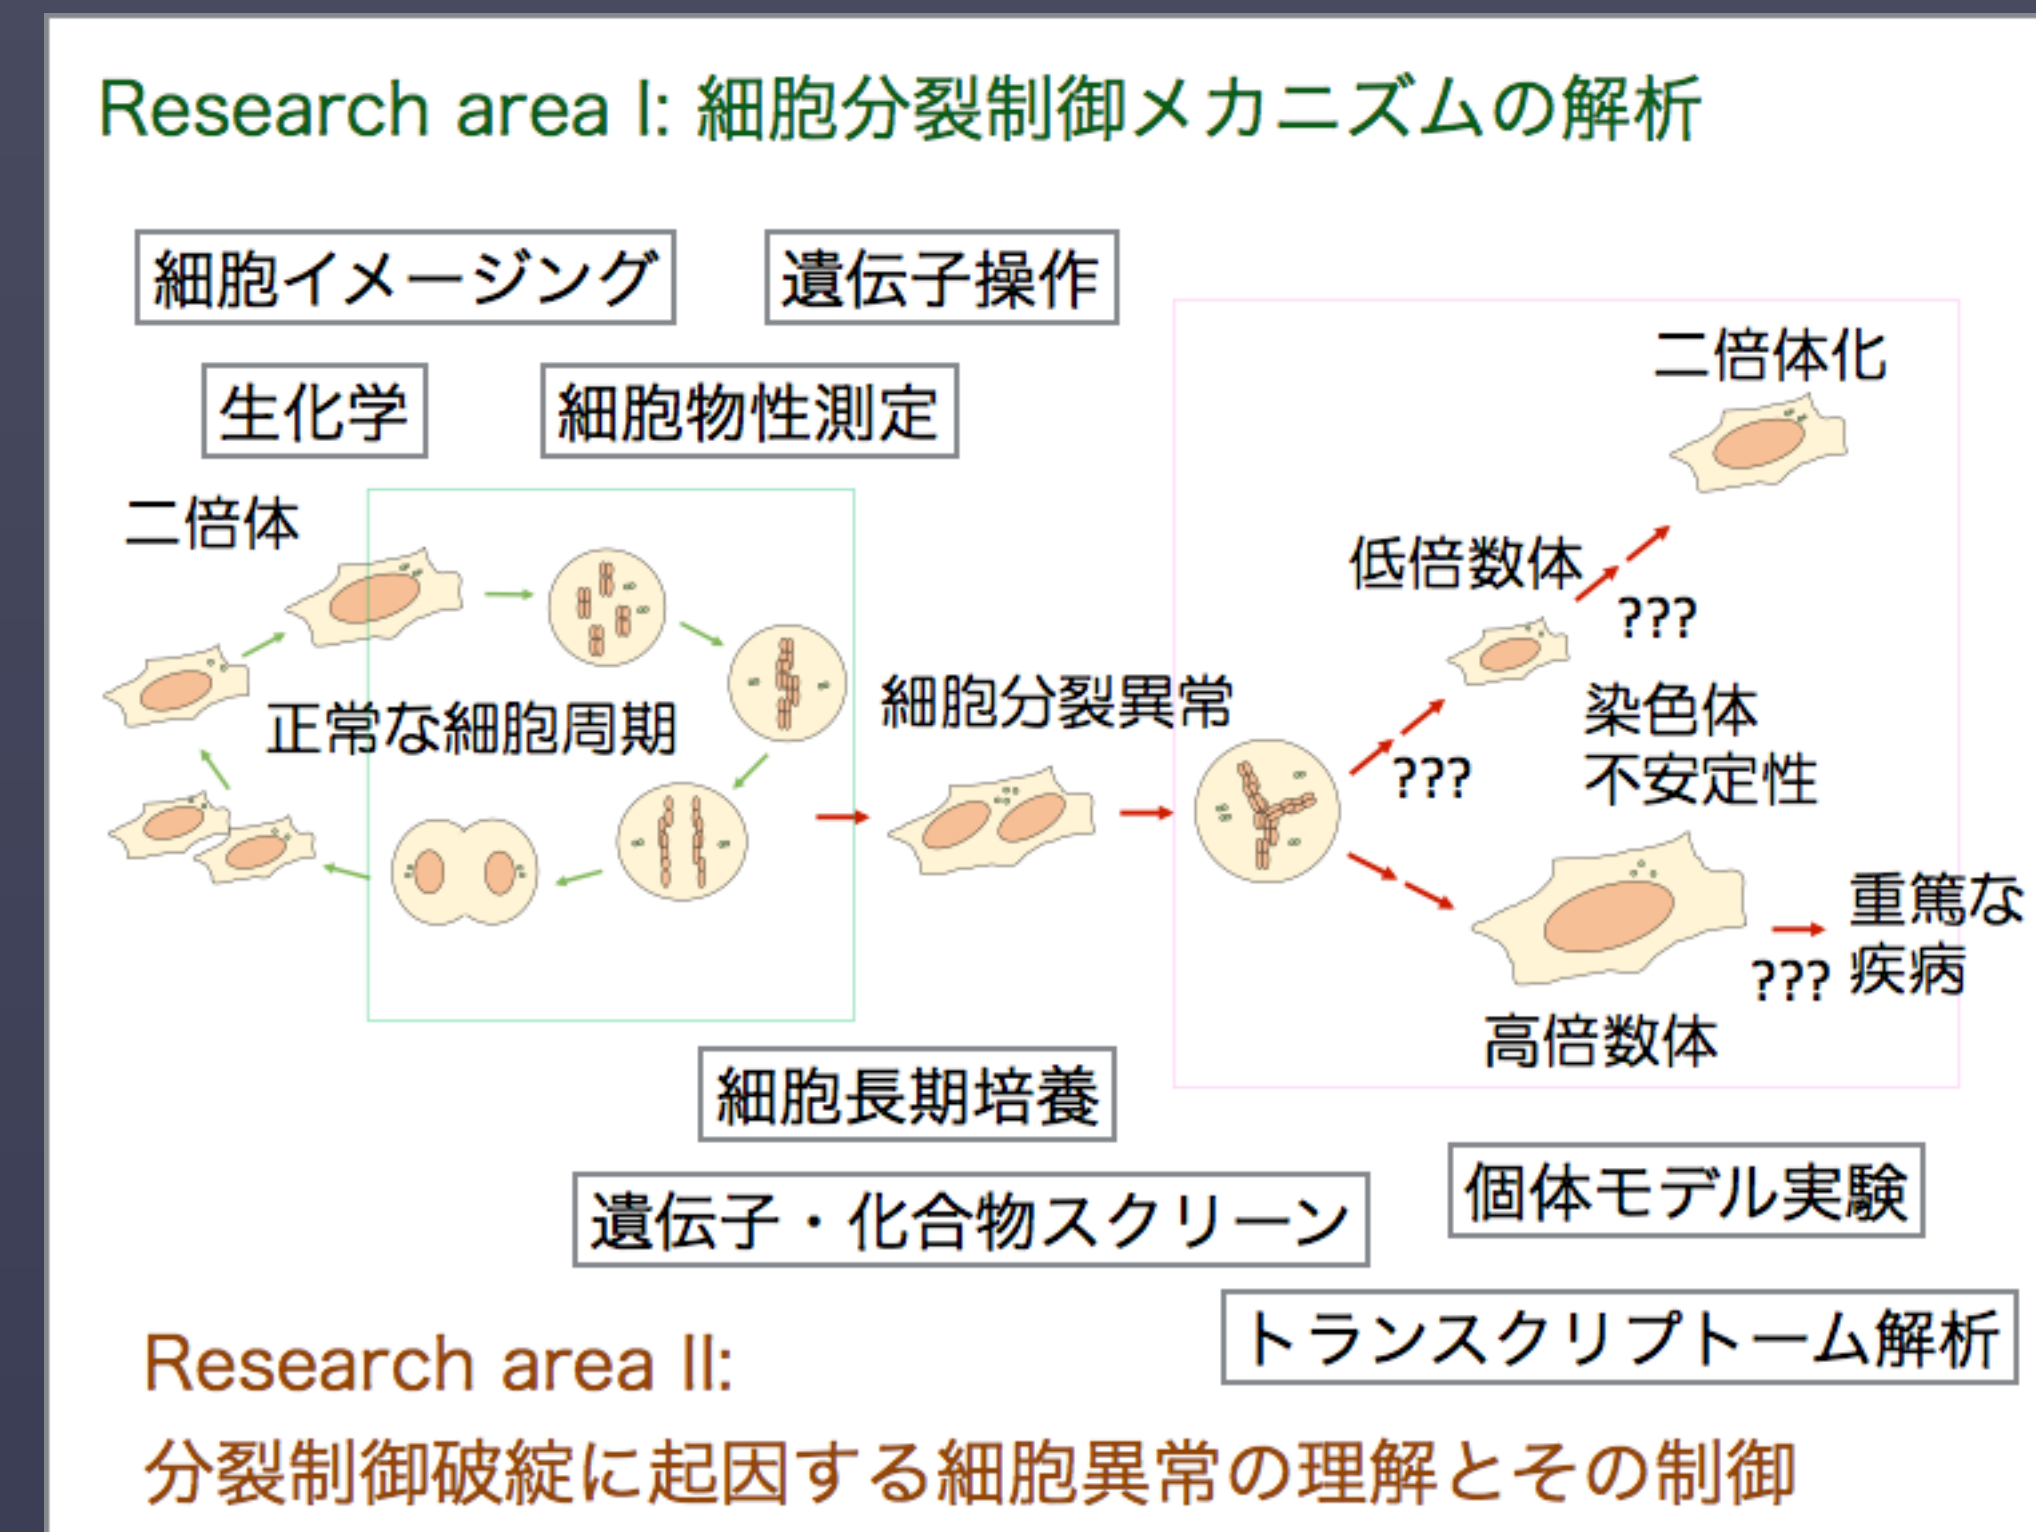 Research area I: 細胞分裂制御メカニズムの解析
細胞イメージング
遺伝子操作
生化学
細胞物性測定
二倍体
正常な細胞周期
細胞分裂異常
二倍体化
低倍数体
???
???
染色体
不安定性
重篤な
疾病
???
高倍数体
細胞長期培養
遺伝子・化合物スクリーン
個体モデル実験
トランスクリプトーム解析
Research area II:
分裂制御破綻に起因する細胞異常の理解とその制御